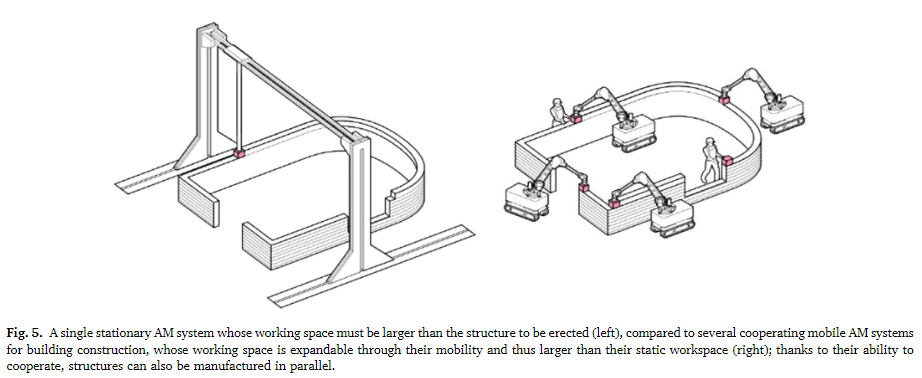 Fig. 5. A single stationary AM system whose working space must be larger than the structure to be erected (left), compared to several cooperating mobile AM systems
for building construction, whose working space is expandable through their mobility and thus larger than their static workspace (right); thanks to their ability to
cooperate, structures can also be manufactured in parallel.